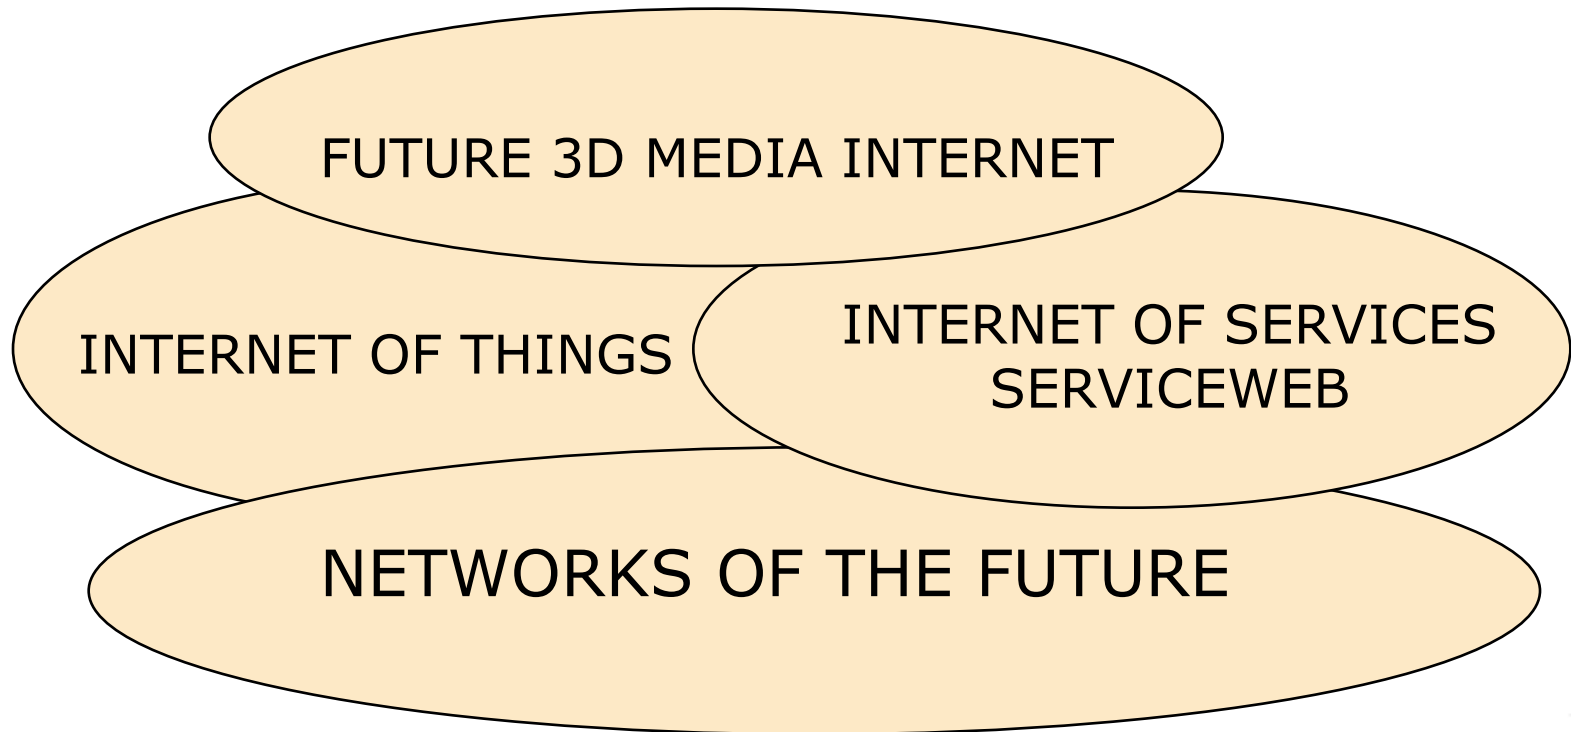 FUTURE 3D MEDIA INTERNET
INTERNET OF THINGS
INTERNET OF SERVICES
SERVICEWEB
NETWORKS OF THE FUTURE